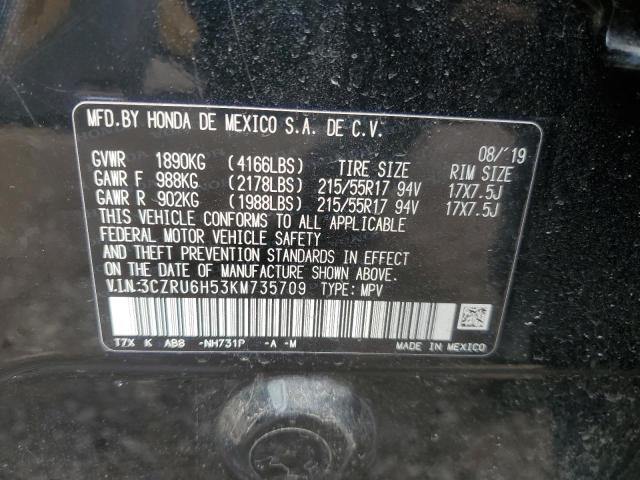 MFD.BY HONDA DE MEXICO S.A. DE C.V.
08/'19
GVWR 1890KG (4166LBS) TIRE SIZE RIM SIZE
GAWR F 988KG (2178LBS) 215/55R17 94V 17X7.5J
GAWR R 902KG (1988LBS) 215/55R17 94V 17X7.5J
THIS VEHICLE CONFORMS TO ALL APPLICABLE
FEDERAL MOTOR VEHICLE SAFETY
AND THEFT PREVENTION STANDARDS IN EFFECT
ON THE DATE OF MANUFACTURE SHOWN ABOVE.
V.I.N:3CZRU6H53KM735709 TYPE: MPV
T7X K AB8 -NH731P -A -M MADE IN MEXICO